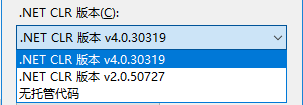 .NET CLR 版本(C):
.NET CLR 版本 v4.0.30319
.NET CLR 版本 v4.0.30319
.NET CLR 版本 v2.0.50727
无托管代码